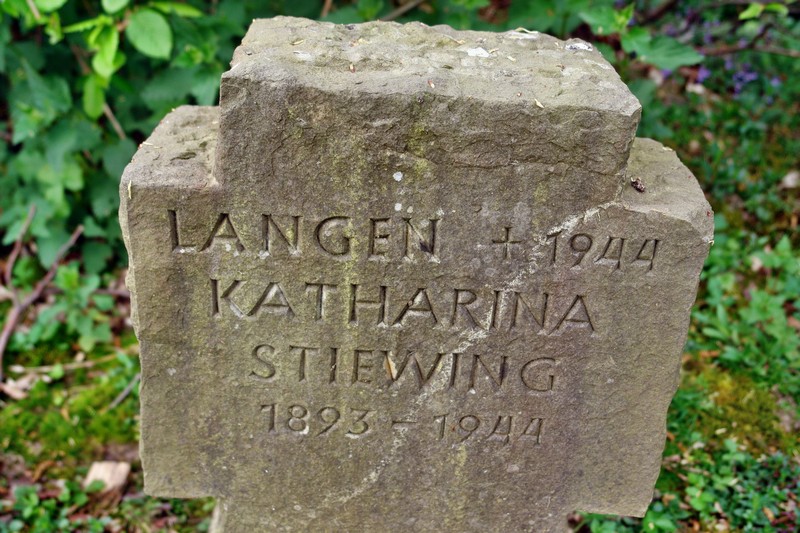 LANGEN + 1944
KATHARINA
STIEWING
1893 - 1944